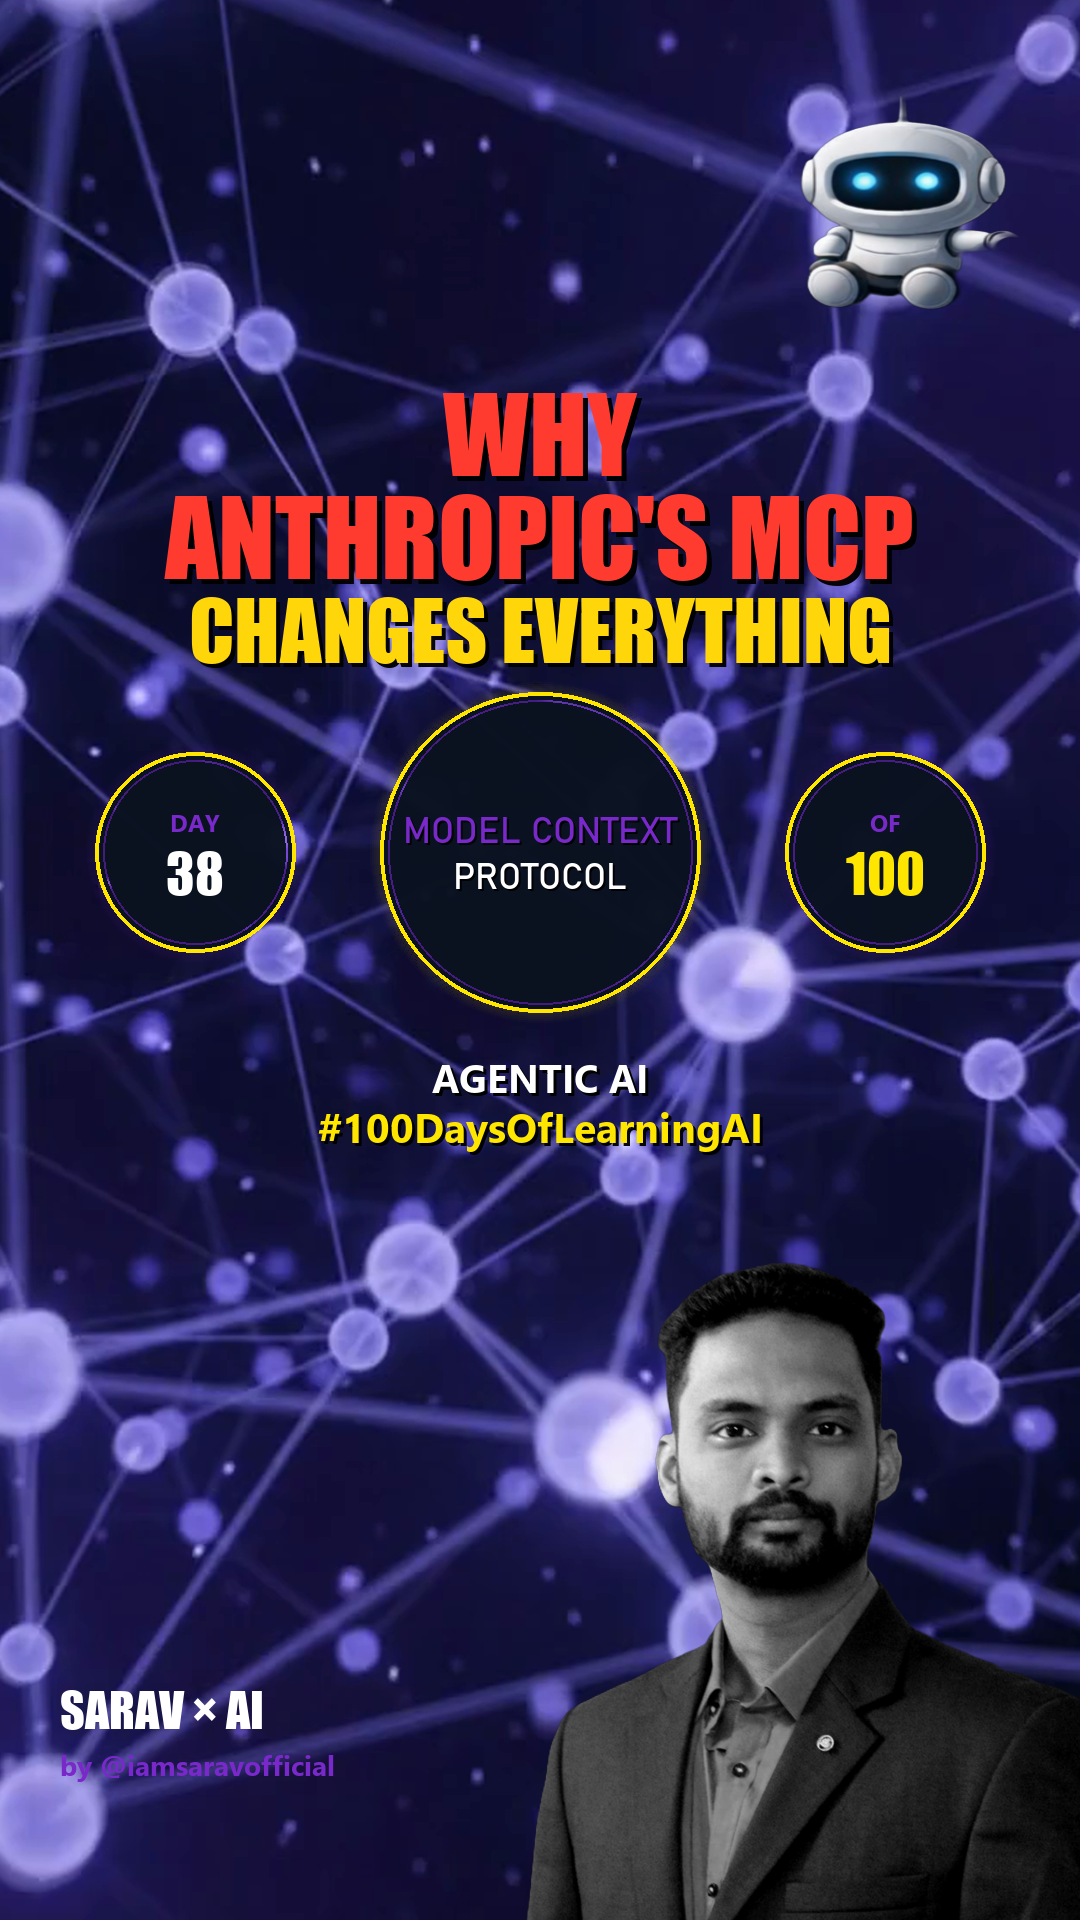 WHY
ANTHROPIC'S MCP
CHANGES EVERYTHING
DAY
38
MODEL CONTEXT
PROTOCOL
OF
100
AGENTIC AI
#100DaysOfLearningAI
SARAV × AI
by @iamsaravofficial